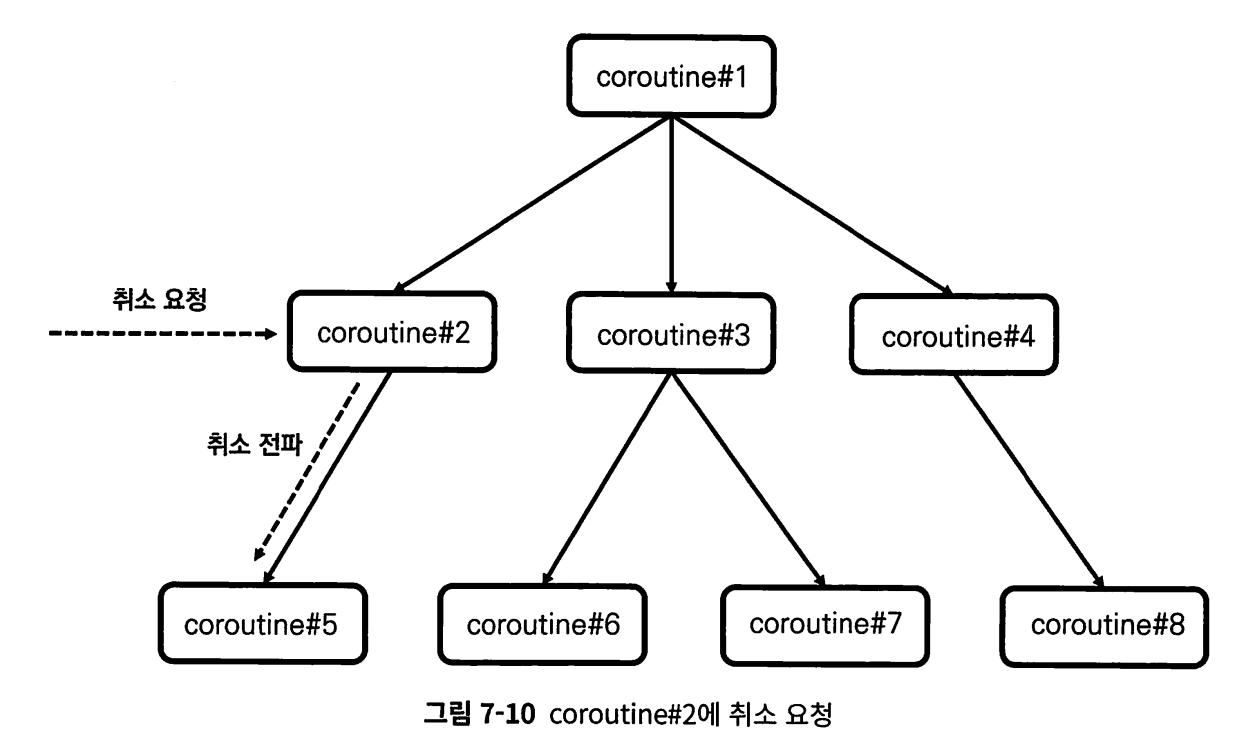 coroutine#1
취소 요청
coroutine#2
coroutine#3
coroutine#4
취소 전파
coroutine#5
coroutine#6
coroutine#7
coroutine#8
그림 7-10 coroutine#2에 취소 요청